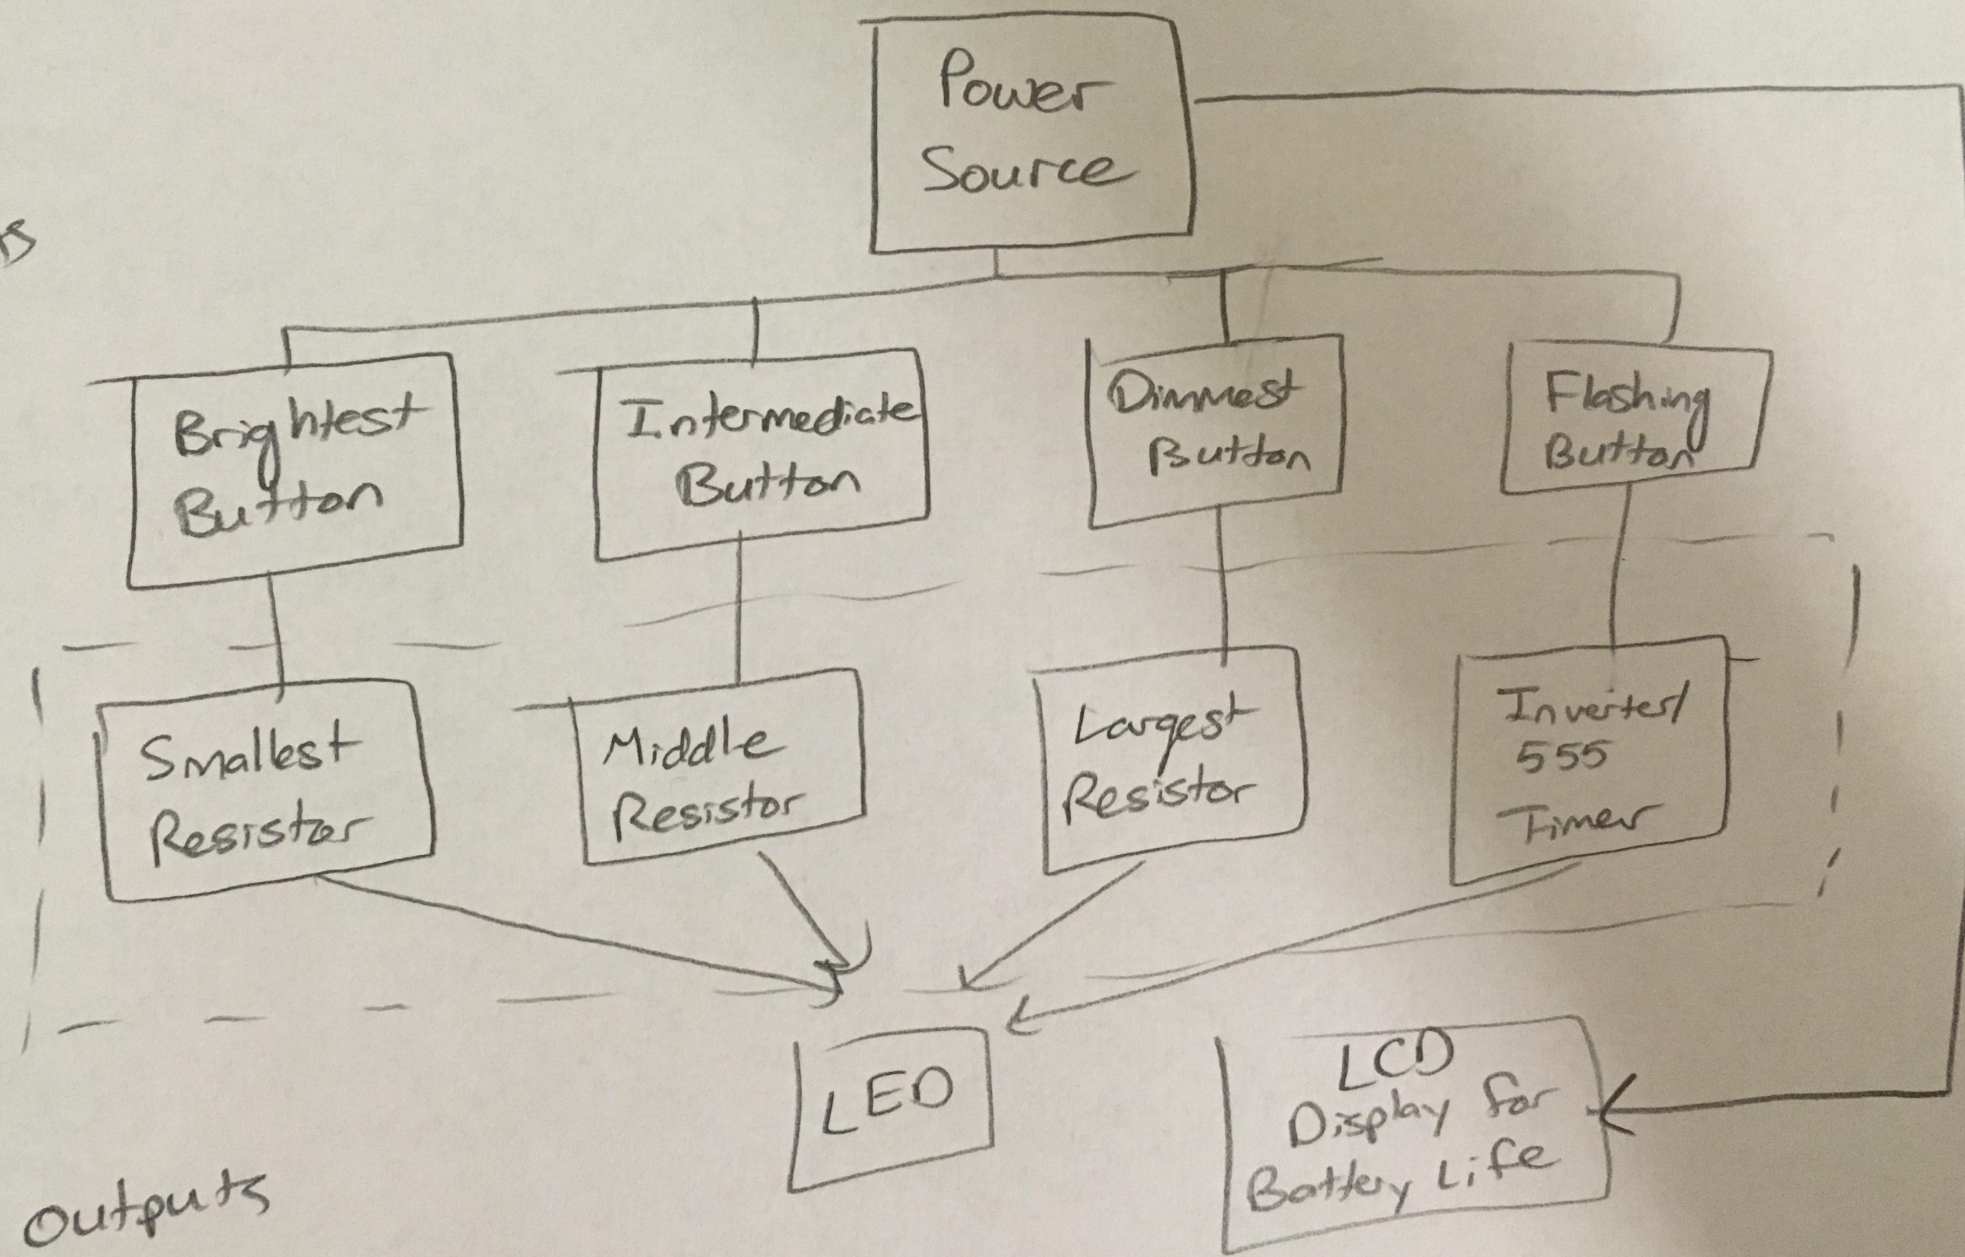 Power
Source
Brightest
Button
Intermediate
Button
Dimmest
Button
Flashing
Button
Smallest
Resistor
Middle
Resistor
Largest
Resistor
Inverter/
555
Timer
LED
LCD
Display for
Battery Life
Outputs